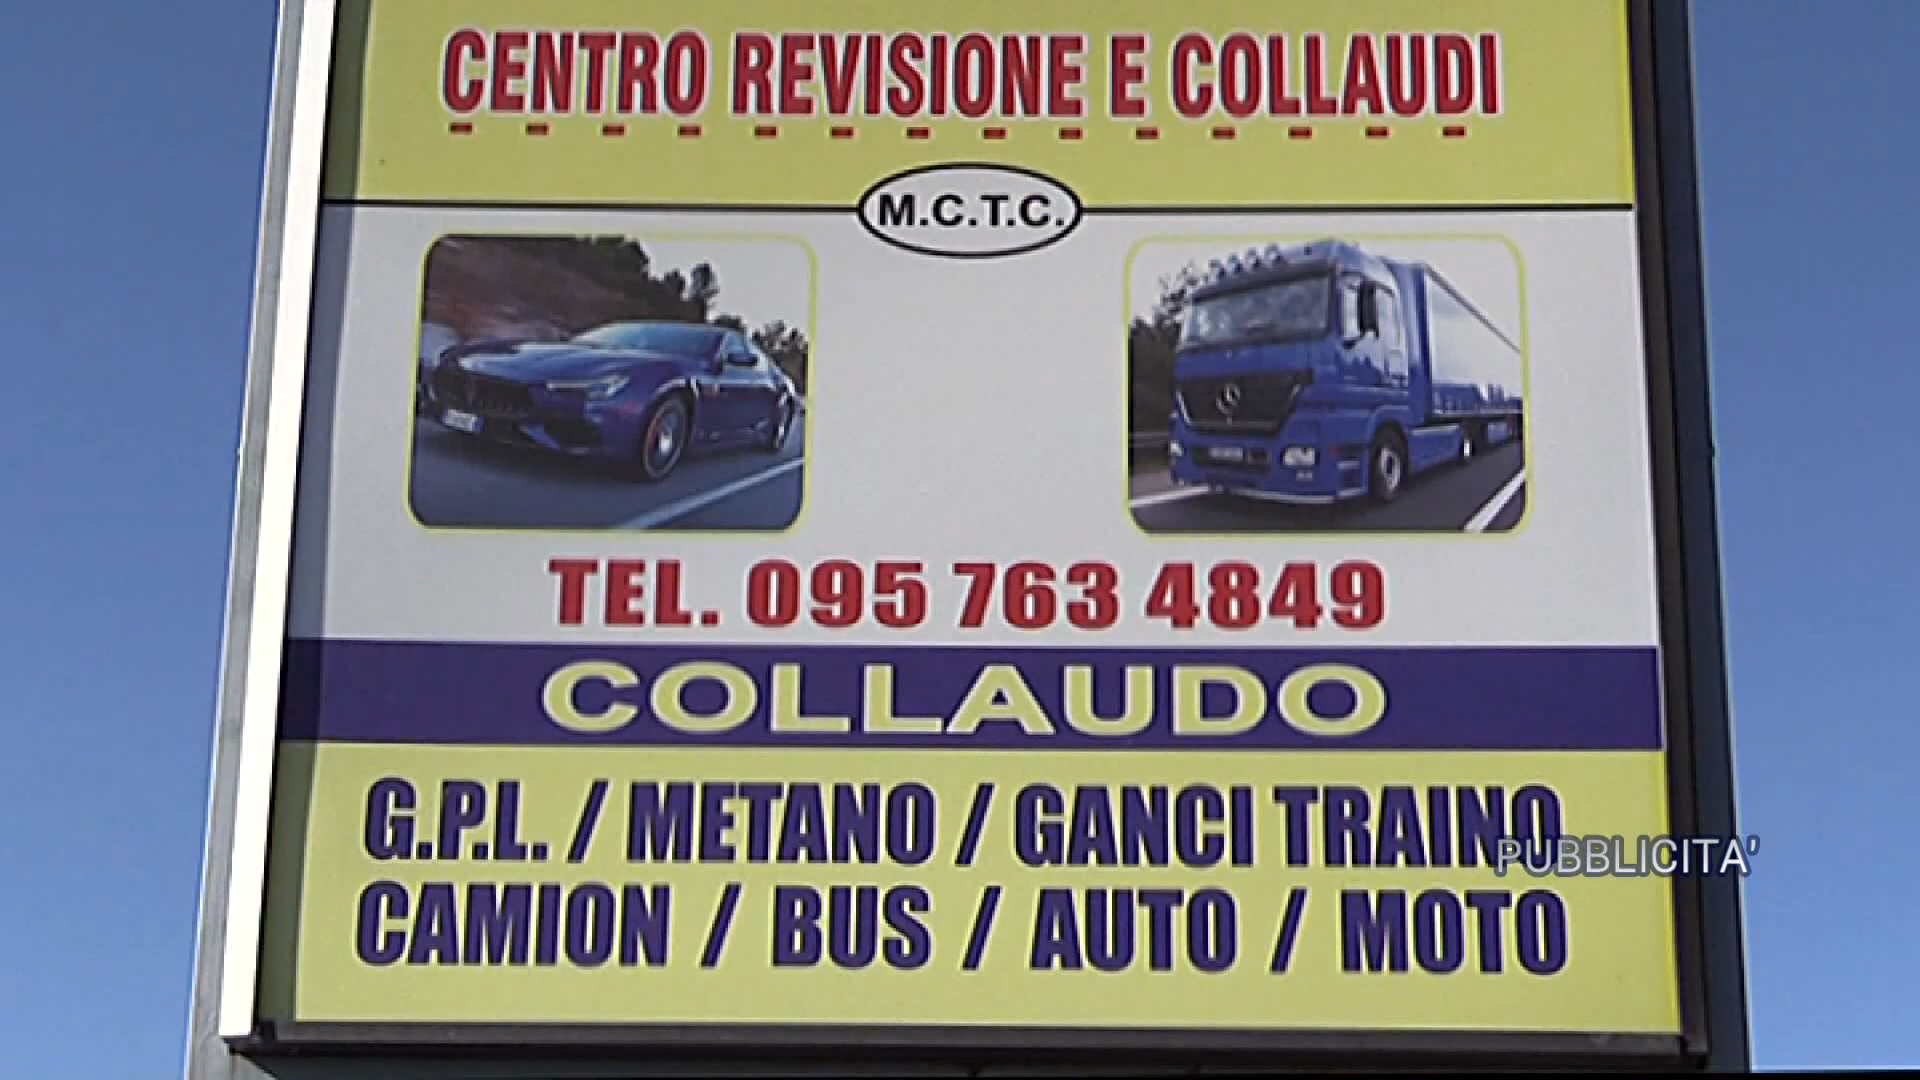 CENTRO REVISIONE E COLLAUDI
M.C.T.C.
TEL. 095 763 4849
COLLAUDO
G.P.L. / METANO / GANCI TRAINO
PUBBLICITA'
CAMION / BUS / AUTO / MOTO